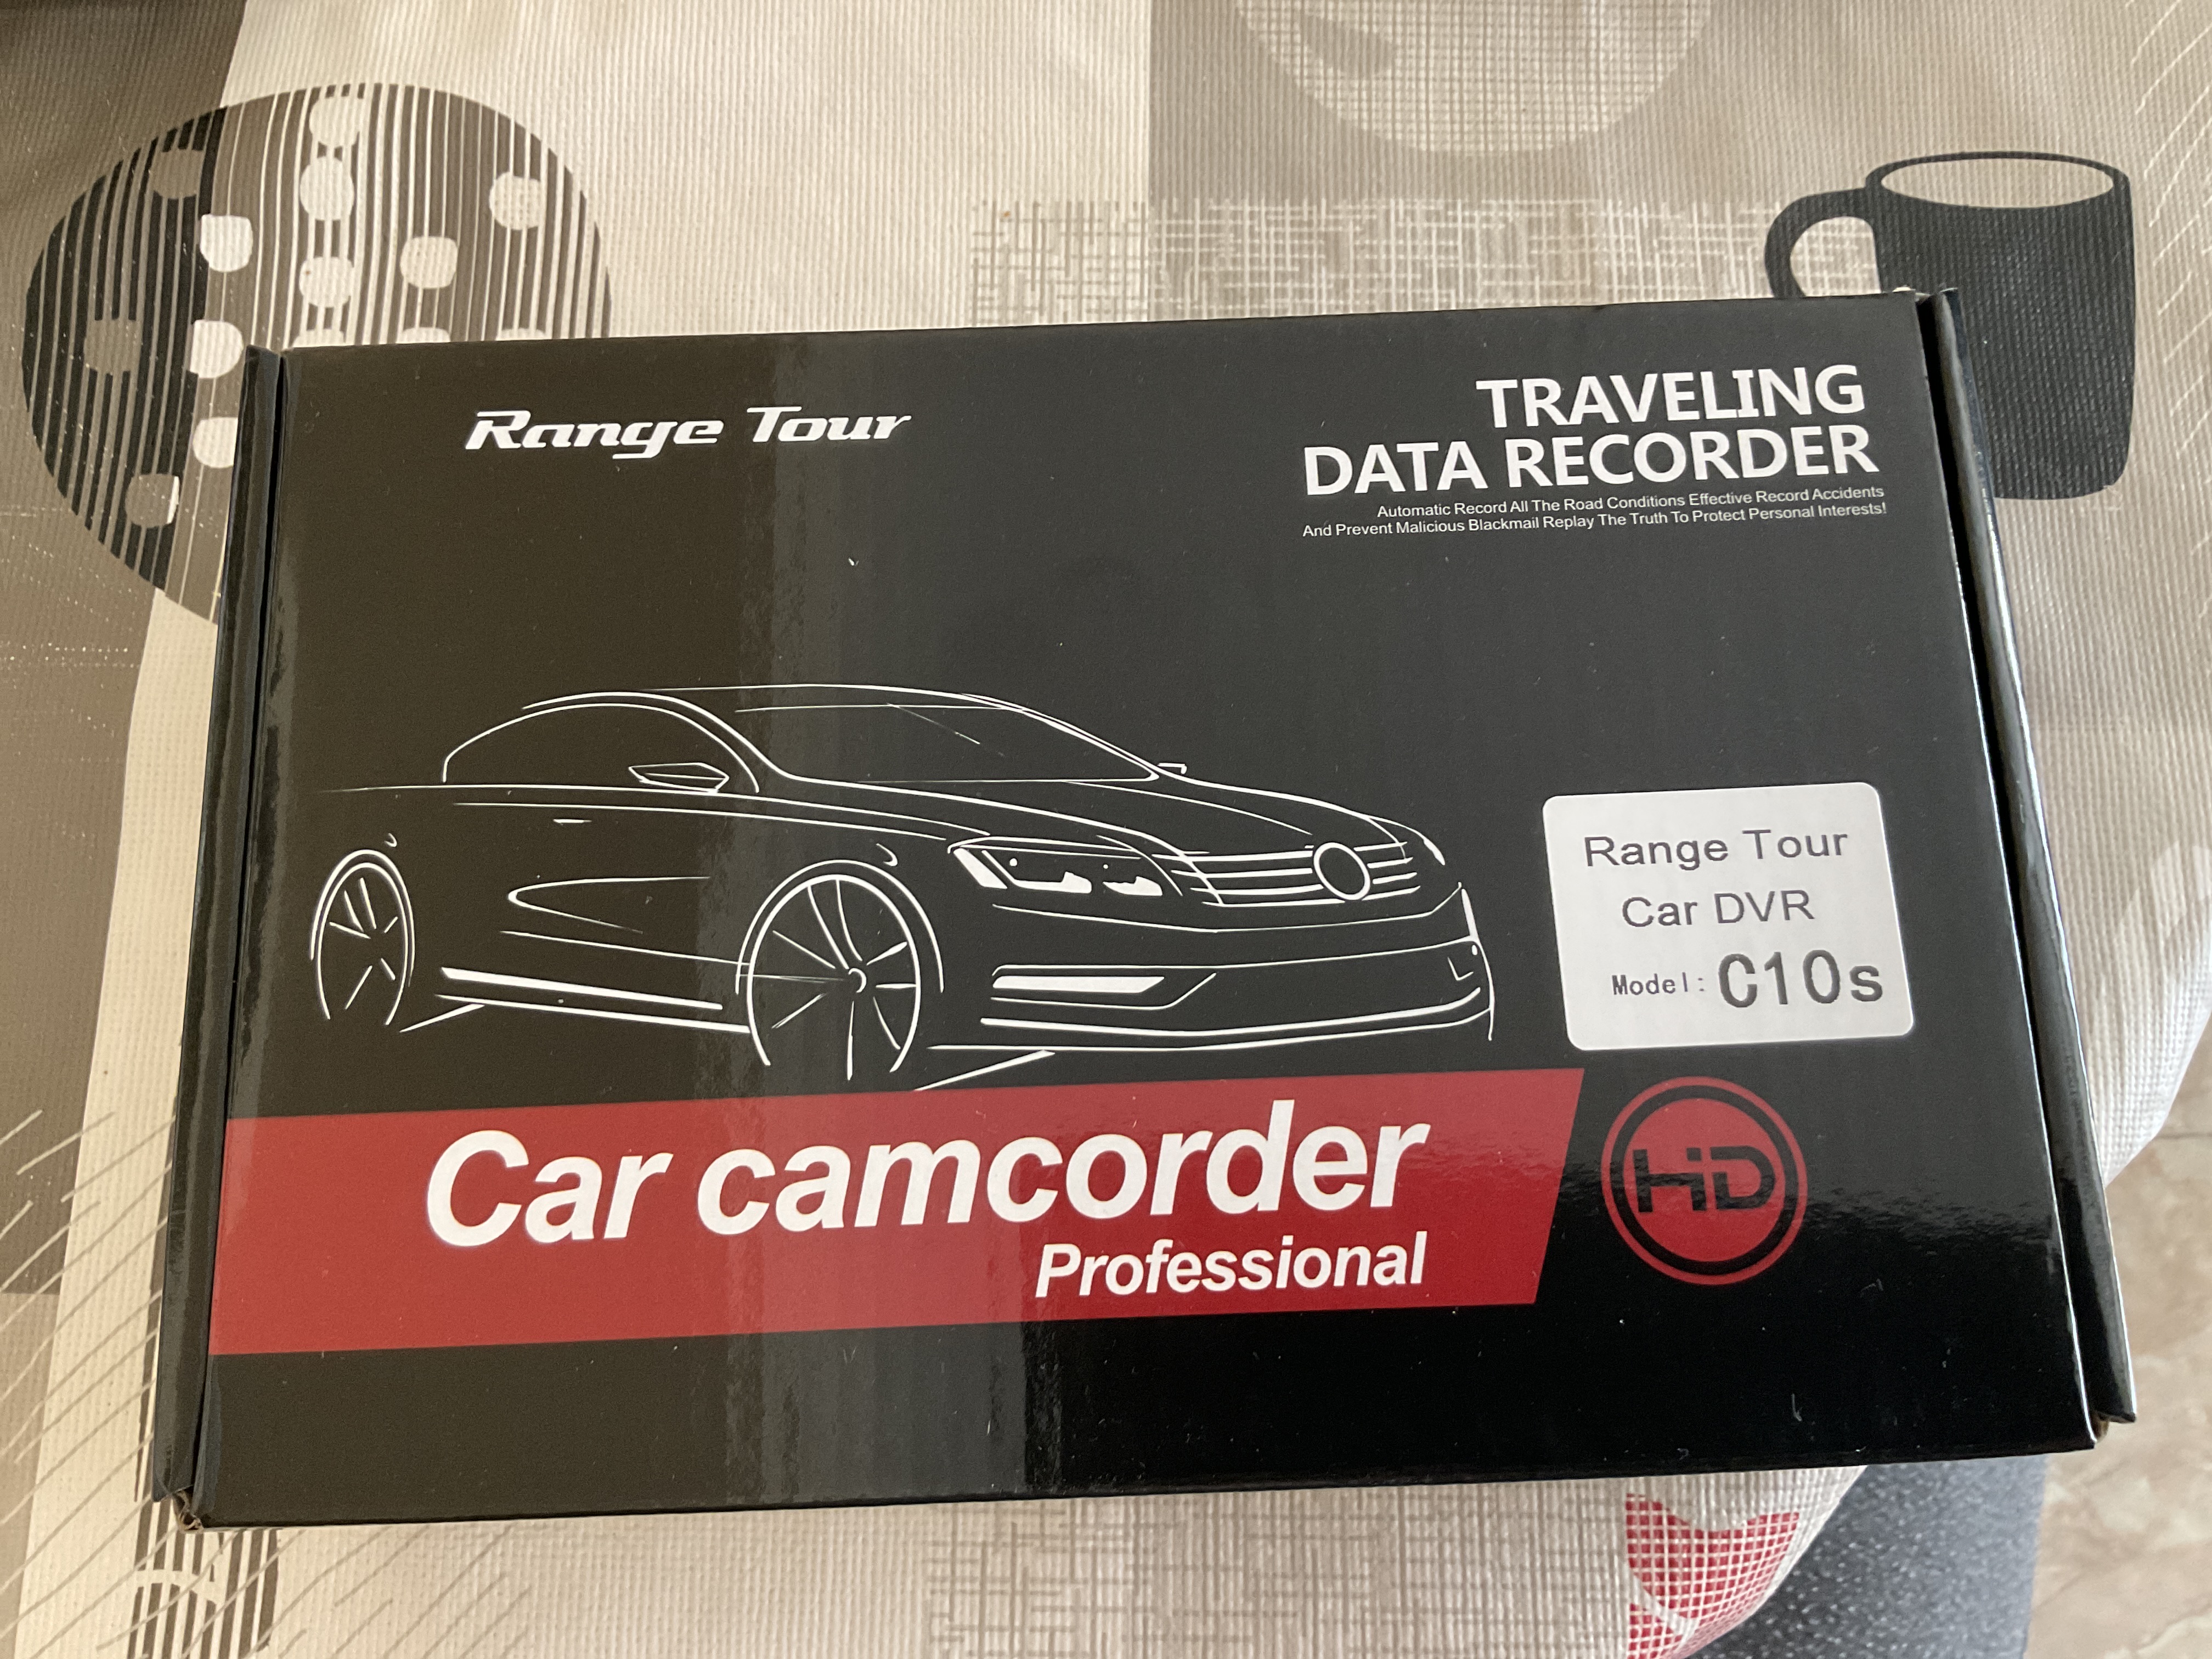 Range Tour
TRAVELING
DATA RECORDER
Automatic Record All The Road Conditions Effective Record Accidents
And Prevent Malicious Blackmail Replay The Truth To Protect Personal Interests!
Range Tour
Car DVR
Model: C10s
Car camcorder
Professional
HD